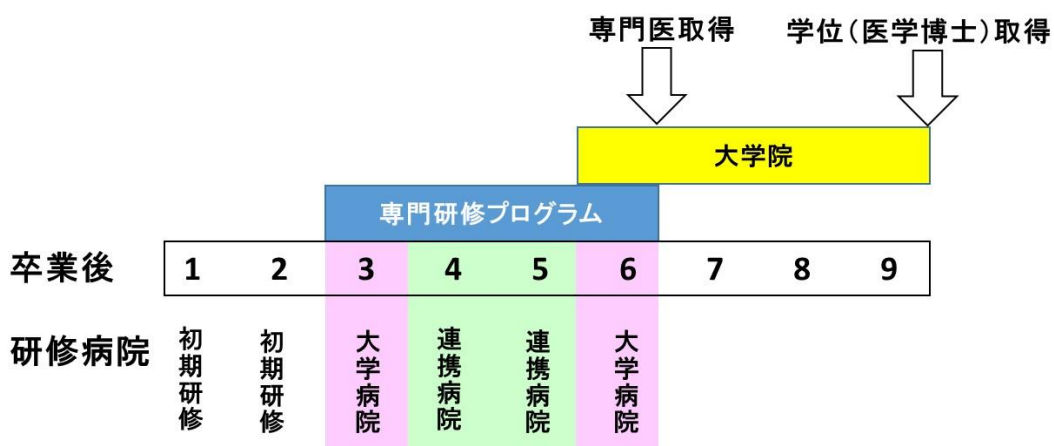 専門医取得
学位(医学博士)取得
大学院
専門研修プログラム
卒業後 1 2 3 4 5 6 7 8 9
研修病院
初期研修
初期研修
大学病院
連携病院
連携病院
大学病院